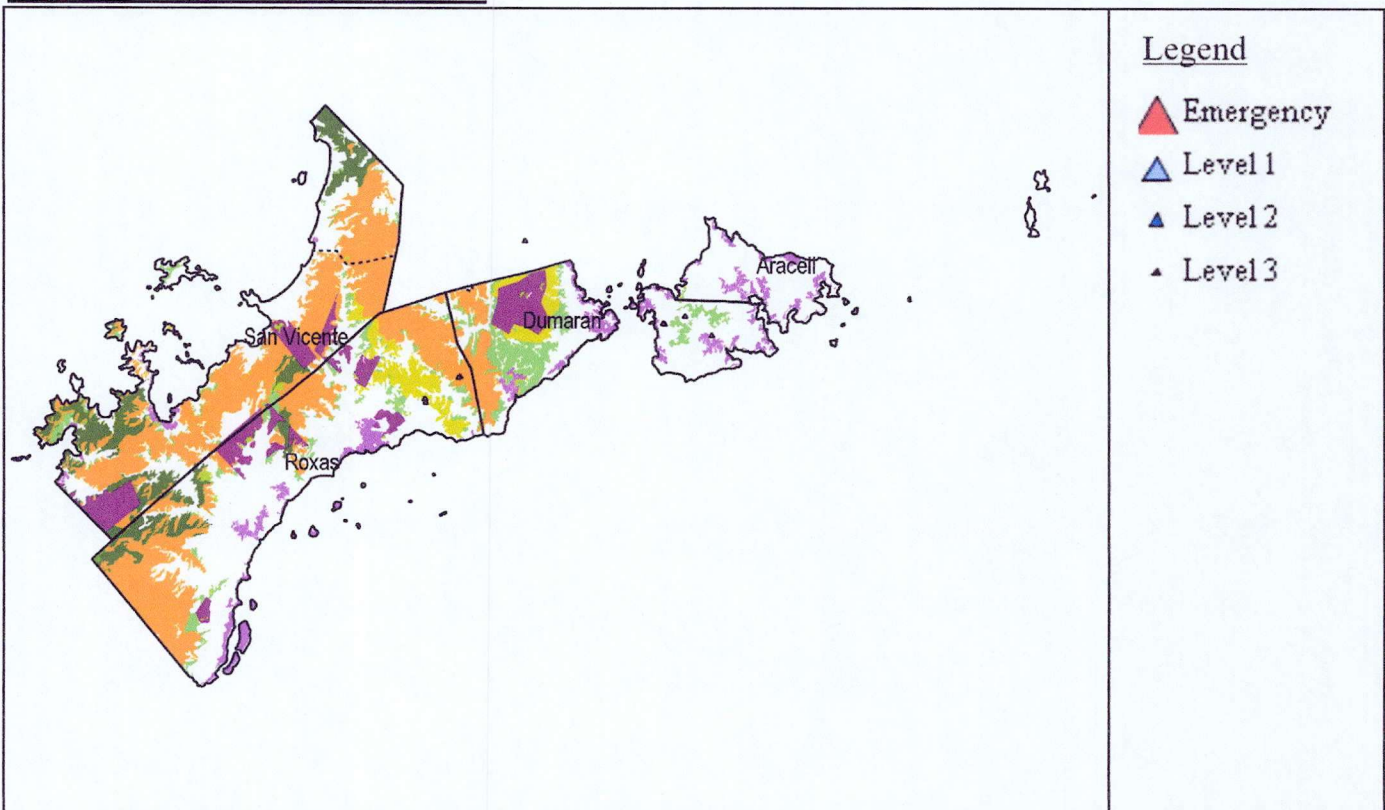 Legend
Emergency
Level 1
Level 2
Level 3
Araceli
Dumaran
San Vicente
Roxas